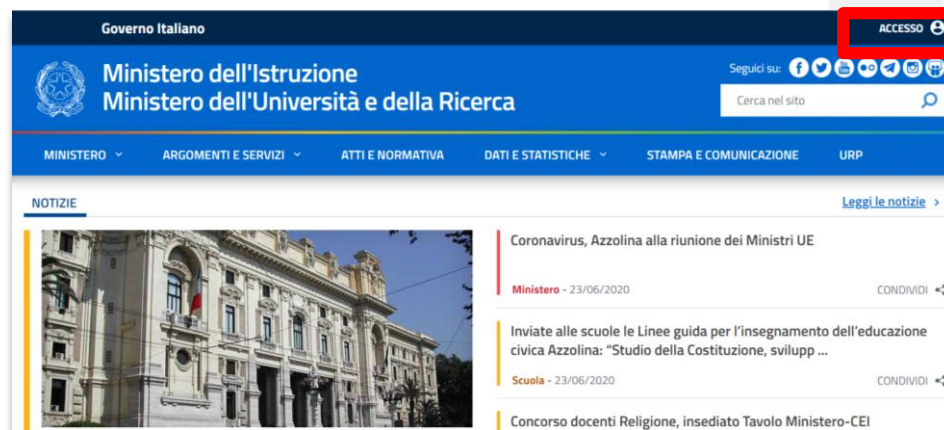 Governo Italiano
ACCESSO
Ministero dell'Istruzione
Ministero dell'Università e della Ricerca
Seguici su:
Cerca nel sito
MINISTERO
ARGOMENTI E SERVIZI
ATTI E NORMATIVA
DATI E STATISTICHE
STAMPA E COMUNICAZIONE
URP
NOTIZIE
Leggi le notizie
Coronavirus, Azzolina alla riunione dei Ministri UE
Ministero - 23/06/2020
CONDIVIDI
Inviate alle scuole le Linee guida per l'insegnamento dell'educazione
civica Azzolina: “Studio della Costituzione, svilupp ...
Scuola - 23/06/2020
CONDIVIDI
Concorso docenti Religione, insediato Tavolo Ministero-CEI